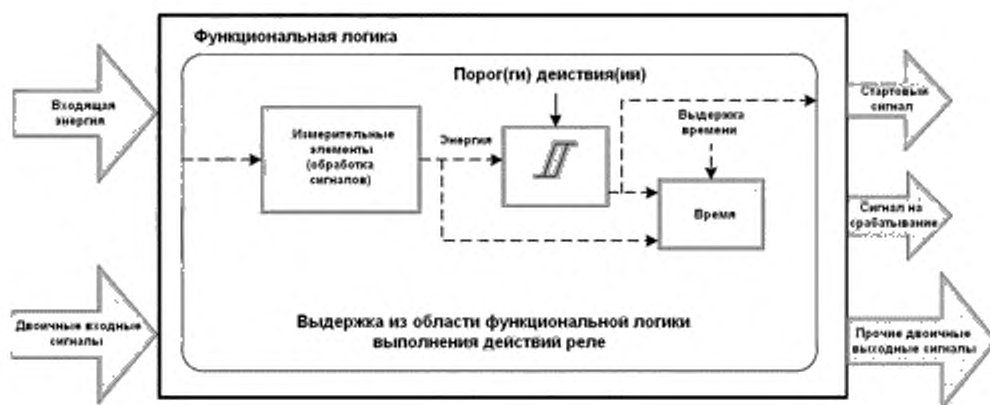 Функциональная логика
Порог(ги) действия(ии)
Входящая
энергия
Измерительные
элементы
(обработка
сигналов)
Энергия
Выдержка
времени
Стартовый
сигнал
Время
Сигнал на
срабатывание
Двоичные входные
сигналы
Выдержка из области функциональной логики
выполнения действий реле
Прочие двоичные
выходные сигналы